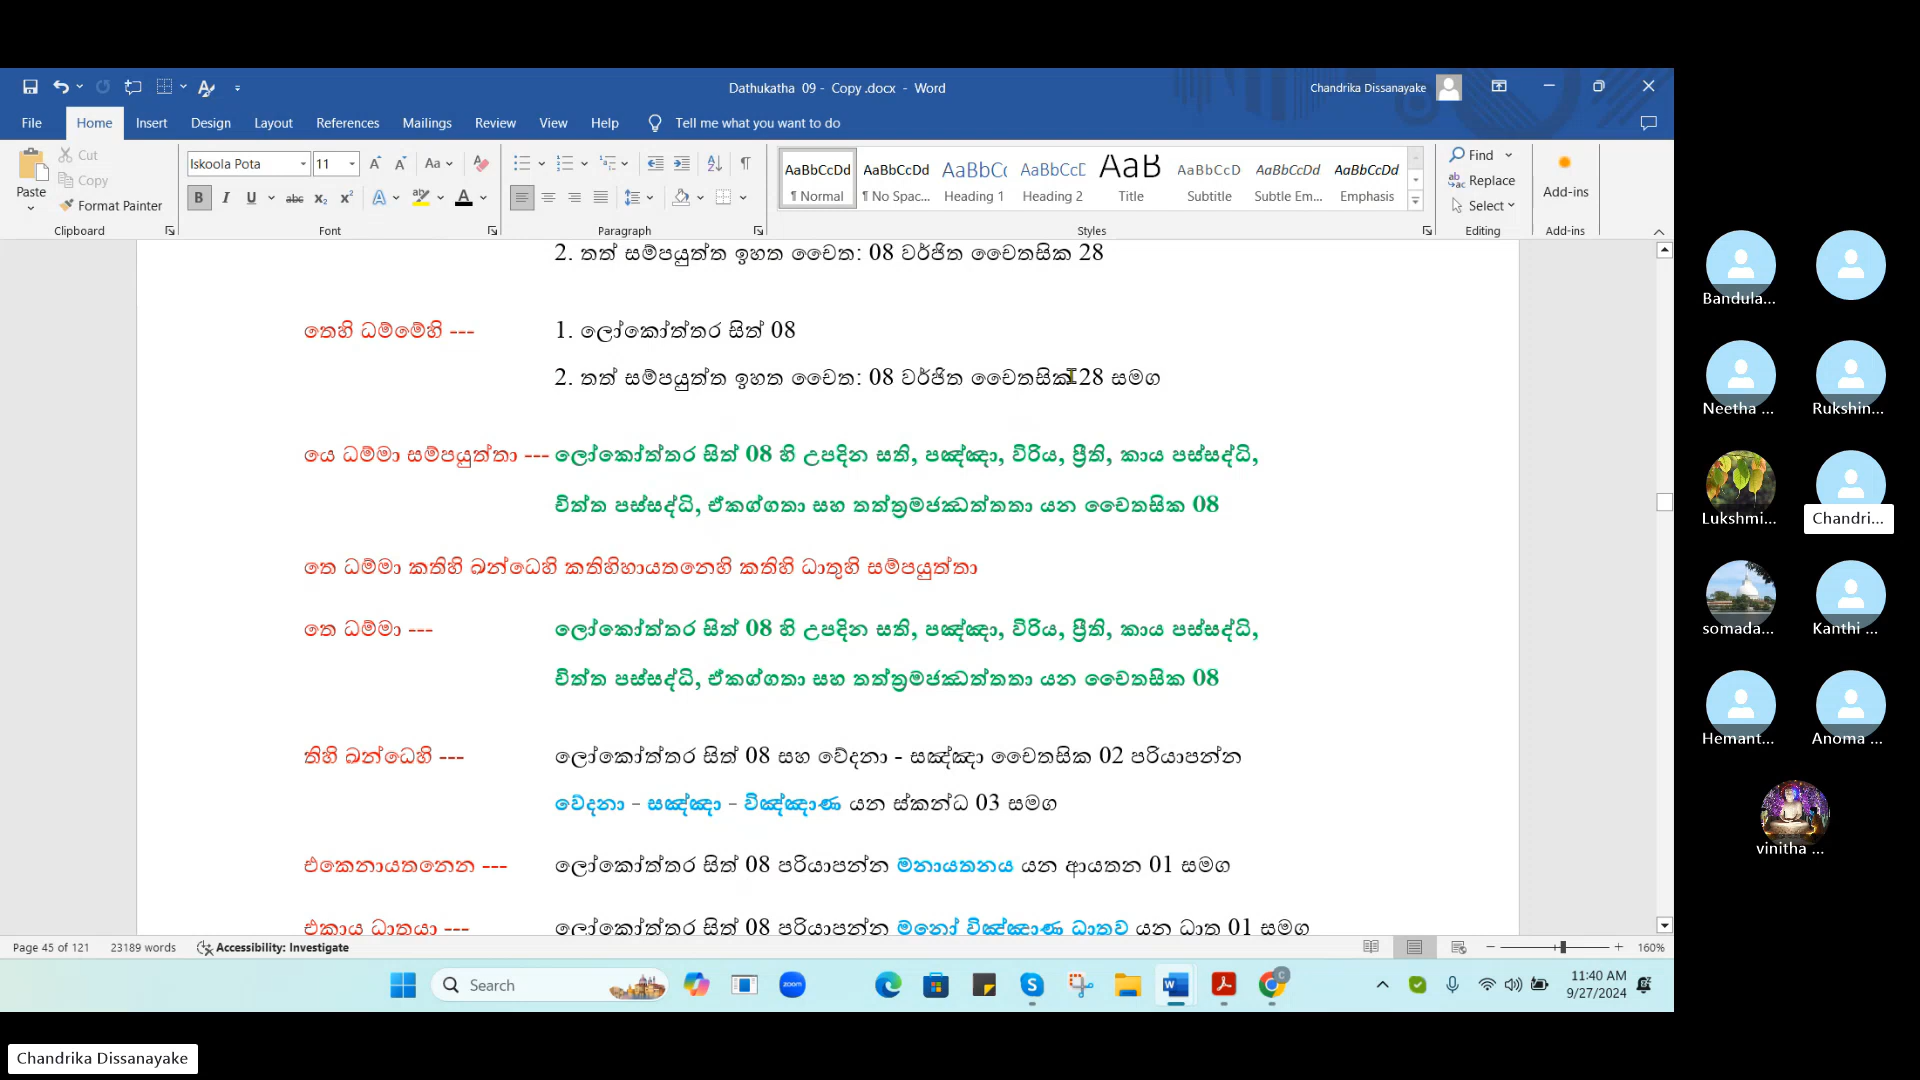 Dathukatha 09 - Copy .docx - Word
Chandrika Dissanayake
File Home Insert Design Layout References Mailings Review View Help Tell me what you want to do
Paste Cut Copy Format Painter
Iskoola Pota 11
AaBbCcDd AaBbCcDd AaBbCc AaBbCcD AaB AaBbCcD AaBbCcDd AaBbCcDd
¶ Normal ¶ No Spac... Heading 1 Heading 2 Title Subtitle Subtle Em... Emphasis
Find Replace Select Add-ins
Clipboard Font Paragraph Styles Editing Add-ins
2. තත් සම්පයුත්ත ඉහත චෛත: 08 වර්ජිත චෛතසික 28
තෙහි ධම්මේහි --- 1. ලෝකෝත්තර සිත් 08
2. තත් සම්පයුත්ත ඉහත චෛත: 08 වර්ජිත චෛතසික 28 සමග
යෙ ධම්මා සම්පයුත්තා --- ලෝකෝත්තර සිත් 08 හි උපදින සති, පඤ්ඤා, විරිය, ප්‍රීති, කාය පස්සද්ධි,
චිත්ත පස්සද්ධි, ඒකග්ගතා සහ තත්‍රමජ්ඣත්තතා යන චෛතසික 08
තෙ ධම්මා කතිහි ඛන්ධෙහි කතිහිහායතනෙහි කතිහි ධාතුහි සම්පයුත්තා
තෙ ධම්මා --- ලෝකෝත්තර සිත් 08 හි උපදින සති, පඤ්ඤා, විරිය, ප්‍රීති, කාය පස්සද්ධි,
චිත්ත පස්සද්ධි, ඒකග්ගතා සහ තත්‍රමජ්ඣත්තතා යන චෛතසික 08
තිහි ඛන්ධෙහි --- ලෝකෝත්තර සිත් 08 සහ වේදනා - සඤ්ඤා චෛතසික 02 පරියාපන්න
වේදනා - සඤ්ඤා - විඤ්ඤාණ යන ස්කන්ධ 03 සමග
එකෙනායතනෙන --- ලෝකෝත්තර සිත් 08 පරියාපන්න මනායතනය යන ආයතන 01 සමග
එකාය ධාතුයා --- ලෝකෝත්තර සිත් 08 පරියාපන්න මනෝ විඤ්ඤාණ ධාතුව යන ධාතු 01 සමග
Page 45 of 121 23189 words Accessibility: Investigate 160%
Search zoom 11:40 AM
9/27/2024
Bandula...
Neetha ... Rukshin...
Lukshmi... Chandri...
somada... Kanthi ...
Hemant... Anoma ...
vinitha ...
Chandrika Dissanayake